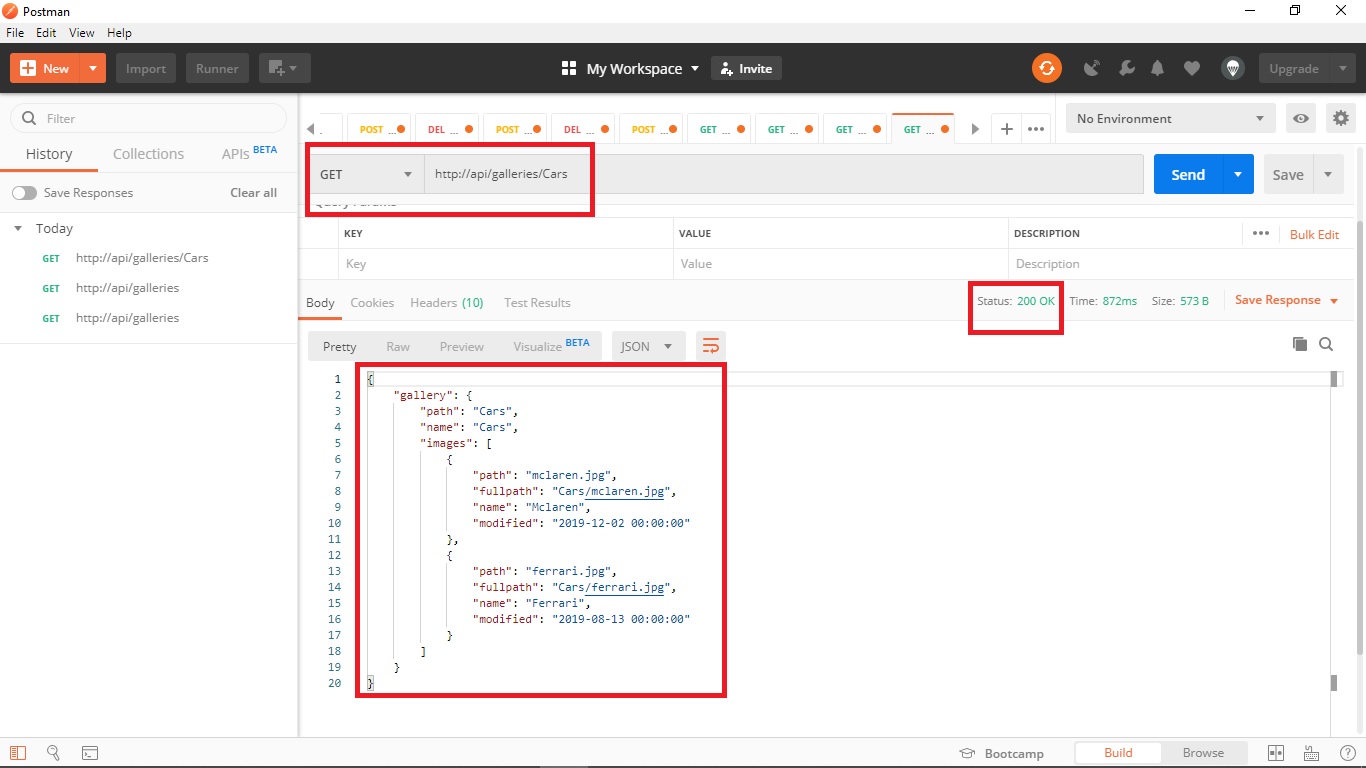 Postman
File Edit View Help
New Import Runner My Workspace Invite Upgrade
Filter
History Collections APIs BETA
Save Responses Clear all
Today
GET http://api/galleries/Cars
GET http://api/galleries
GET http://api/galleries
. POST ... DEL ... POST ... DEL ... POST ... GET ... GET ... GET ... GET ...
No Environment
GET http://api/galleries/Cars Send Save
Query Params
KEY VALUE DESCRIPTION ••• Bulk Edit
Key Value Description
Body Cookies Headers (10) Test Results Status: 200 OK Time: 872ms Size: 573 B Save Response
Pretty Raw Preview Visualize BETA JSON
1 {
2 "gallery": {
3 "path": "Cars",
4 "name": "Cars",
5 "images": [
6 {
7 "path": "mclaren.jpg",
8 "fullpath": "Cars/mclaren.jpg",
9 "name": "Mclaren",
10 "modified": "2019-12-02 00:00:00"
11 },
12 {
13 "path": "ferrari.jpg",
14 "fullpath": "Cars/ferrari.jpg",
15 "name": "Ferrari",
16 "modified": "2019-08-13 00:00:00"
17 }
18 ]
19 }
20 }
Bootcamp Build Browse